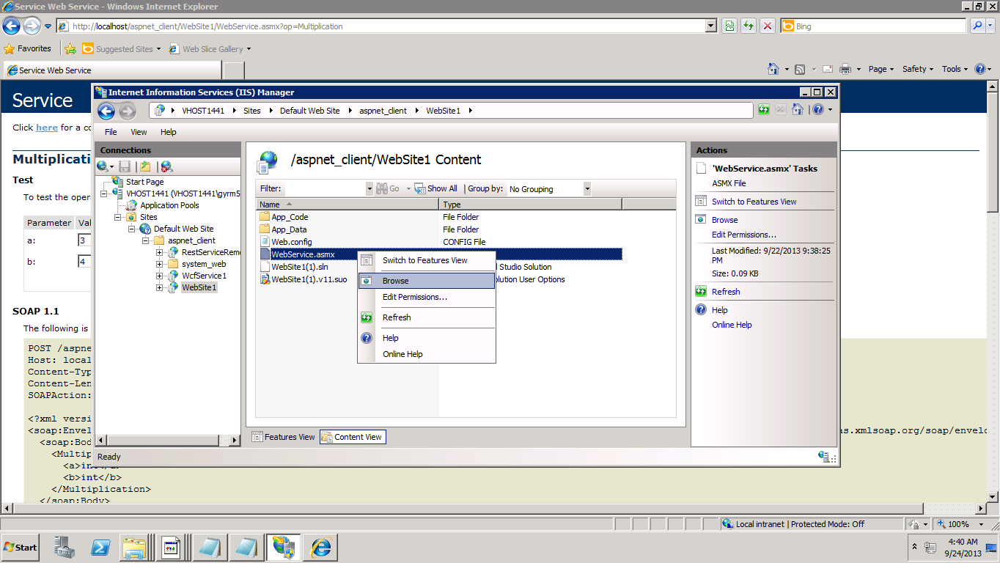 Service Web Service - Windows Internet Explorer
http://localhost/aspnet_client/WebSite1/WebService.asmx?op=Multiplication
Bing
Favorites
Suggested Sites
Web Slice Gallery
Service Web Service
Page
Safety
Tools
Service
Click here for a
Multiplicati
Test
To test the oper
Parameter Val
a: 3
b: 4
SOAP 1.1
The following is
POST /aspne
Host: local
Content-Typ
Content-Len
SOAPAction:
<?xml versi
<soap:Envel
s.xmlsoap.org/soap/envelo
<soap:Bod
<Multip
<b>int</b>
</Multiplication>
</soap:Body>
Internet Information Services (IIS) Manager
VHOST1441 Sites Default Web Site aspnet_client WebSite1
File View Help
Connections
Start Page
VHOST1441 (VHOST1441\gyrm5
Application Pools
Sites
Default Web Site
aspnet_client
RestServiceRem
system_web
WcfService1
WebSite1
/aspnet_client/WebSite1 Content
Filter: Go Show All Group by: No Grouping
Name Type
App_Code File Folder
App_Data File Folder
Web.config CONFIG File
WebService.asmx
WebSite1(1).sln Studio Solution
WebSite1(1).v11.suo olution User Options
Switch to Features View
Browse
Edit Permissions...
Refresh
Help
Online Help
Features View Content View
Ready
Actions
'WebService.asmx' Tasks
ASMX File
Switch to Features View
Browse
Edit Permissions...
Last Modified: 9/22/2013 9:38:25
PM
Size: 0.09 KB
Refresh
Help
Online Help
Local intranet | Protected Mode: Off
100%
Start
4:40 AM
9/24/2013